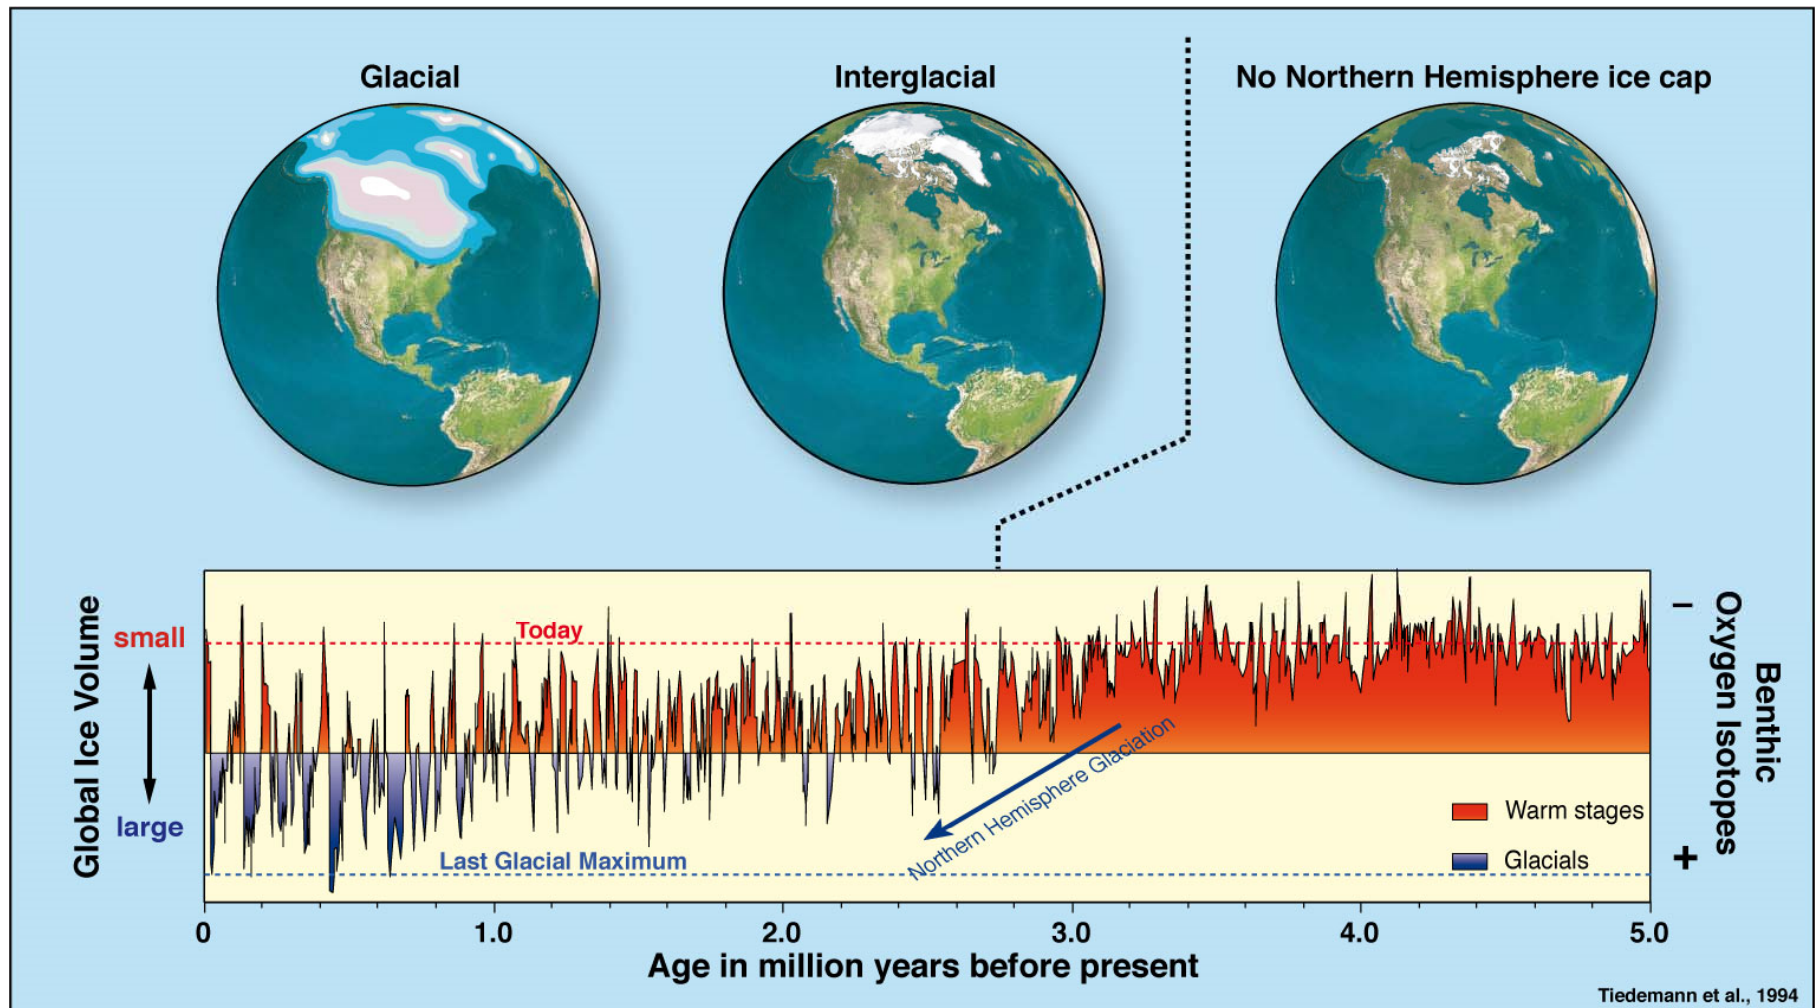 Glacial
Interglacial
No Northern Hemisphere ice cap
Global Ice Volume
small
large
Today
Last Glacial Maximum
Northern Hemisphere Glaciation
Warm stages
Glacials
–
+
Benthic
Oxygen Isotopes
0
1.0
2.0
3.0
4.0
5.0
Age in million years before present
Tiedemann et al., 1994